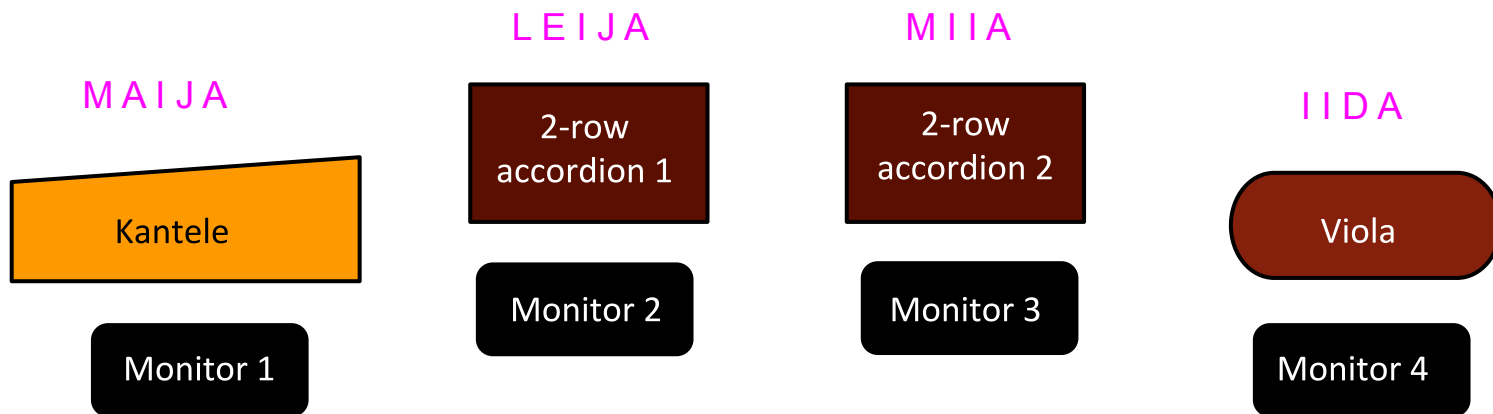 LEIJA
MIIA
MAIJA
IIDA
2-row
accordion 1
2-row
accordion 2
Kantele
Viola
Monitor 2
Monitor 3
Monitor 1
Monitor 4